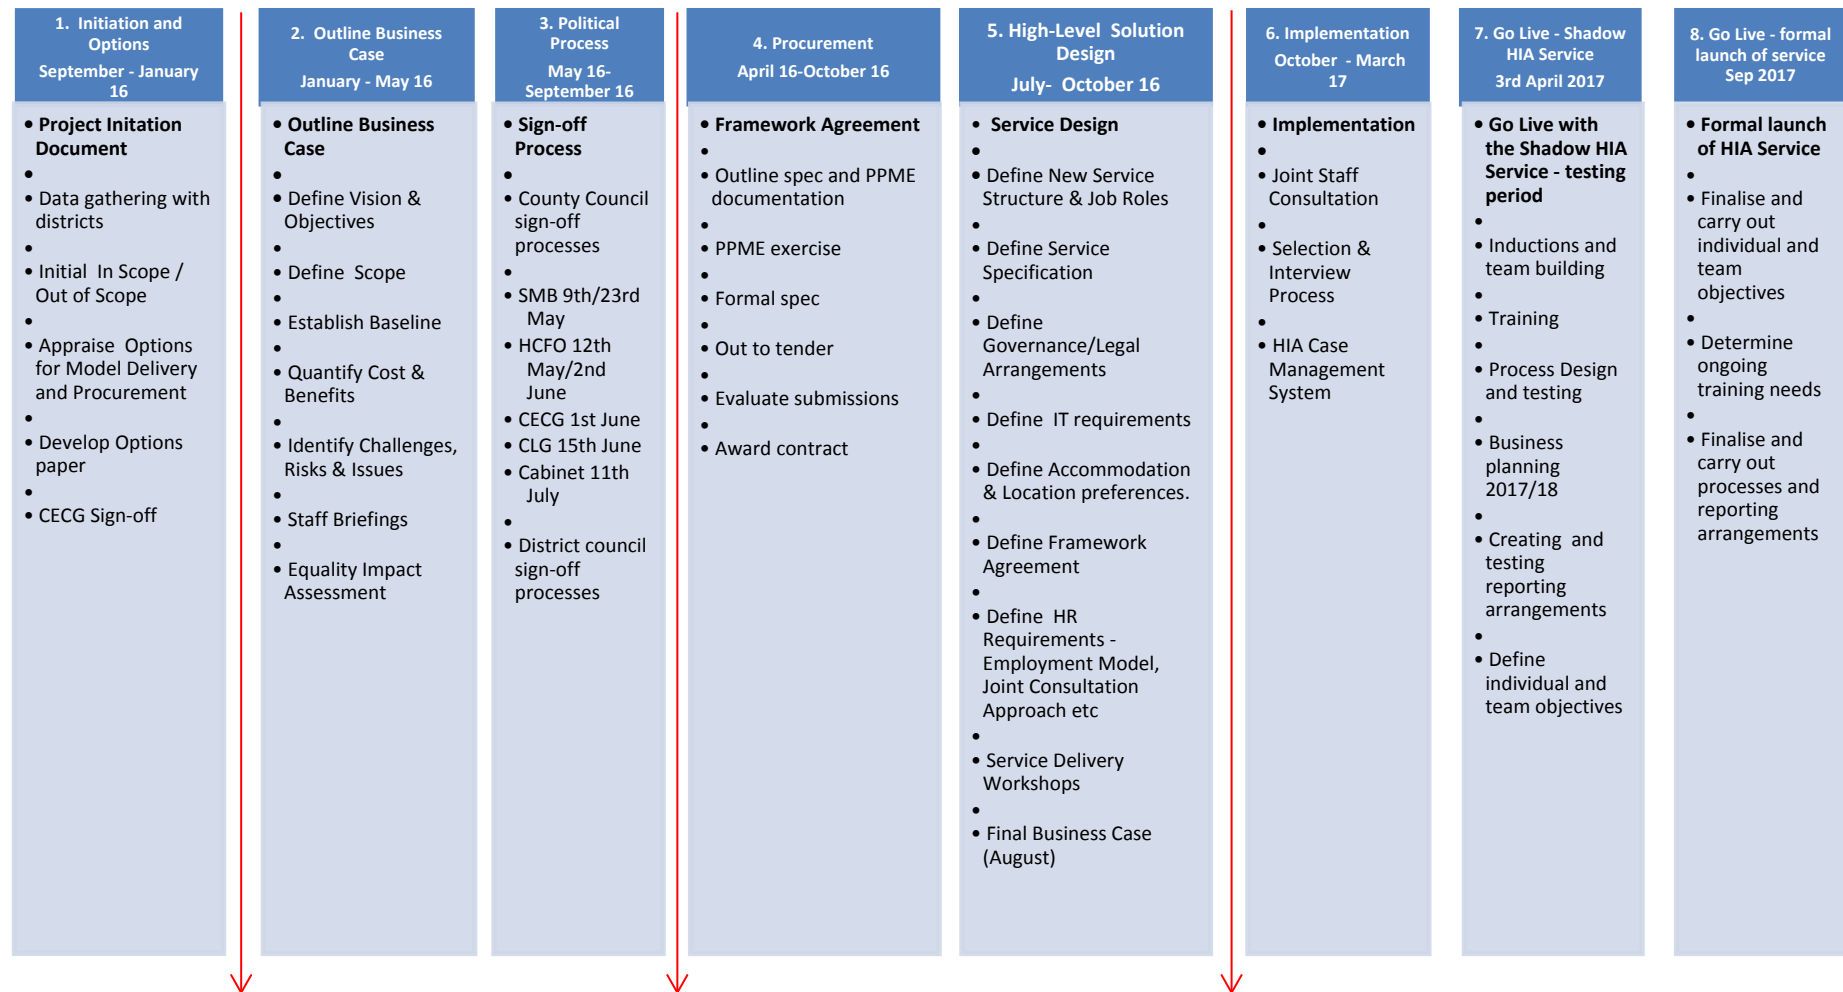 1. Initiation and
Options
September - January
16
• Project Initation
Document
•
• Data gathering with
districts
•
• Initial In Scope /
Out of Scope
•
• Appraise Options
for Model Delivery
and Procurement
•
• Develop Options
paper
•
• CECG Sign-off
2. Outline Business
Case
January - May 16
• Outline Business
Case
•
• Define Vision &
Objectives
•
• Define Scope
•
• Establish Baseline
•
• Quantify Cost &
Benefits
•
• Identify Challenges,
Risks & Issues
•
• Staff Briefings
•
• Equality Impact
Assessment
3. Political
Process
May 16-
September 16
• Sign-off
Process
•
• County Council
sign-off
processes
•
• SMB 9th/23rd
May
• HCFO 12th
May/2nd
June
• CECG 1st June
• CLG 15th June
• Cabinet 11th
July
•
• District council
sign-off
processes
4. Procurement
April 16-October 16
• Framework Agreement
•
• Outline spec and PPME
documentation
•
• PPME exercise
•
• Formal spec
•
• Out to tender
•
• Evaluate submissions
•
• Award contract
5. High-Level Solution
Design
July- October 16
• Service Design
•
• Define New Service
Structure & Job Roles
•
• Define Service
Specification
•
• Define
Governance/Legal
Arrangements
•
• Define IT requirements
•
• Define Accommodation
& Location preferences.
•
• Define Framework
Agreement
•
• Define HR
Requirements -
Employment Model,
Joint Consultation
Approach etc
•
• Service Delivery
Workshops
•
• Final Business Case
(August)
6. Implementation
October - March
17
• Implementation
•
• Joint Staff
Consultation
•
• Selection &
Interview
Process
•
• HIA Case
Management
System
7. Go Live - Shadow
HIA Service
3rd April 2017
• Go Live with
the Shadow HIA
Service - testing
period
•
• Inductions and
team building
•
• Training
•
• Process Design
and testing
•
• Business
planning
2017/18
•
• Creating and
testing
reporting
arrangements
•
• Define
individual and
team objectives
8. Go Live - formal
launch of service
Sep 2017
• Formal launch
of HIA Service
•
• Finalise and
carry out
individual and
team
objectives
•
• Determine
ongoing
training needs
•
• Finalise and
carry out
processes and
reporting
arrangements